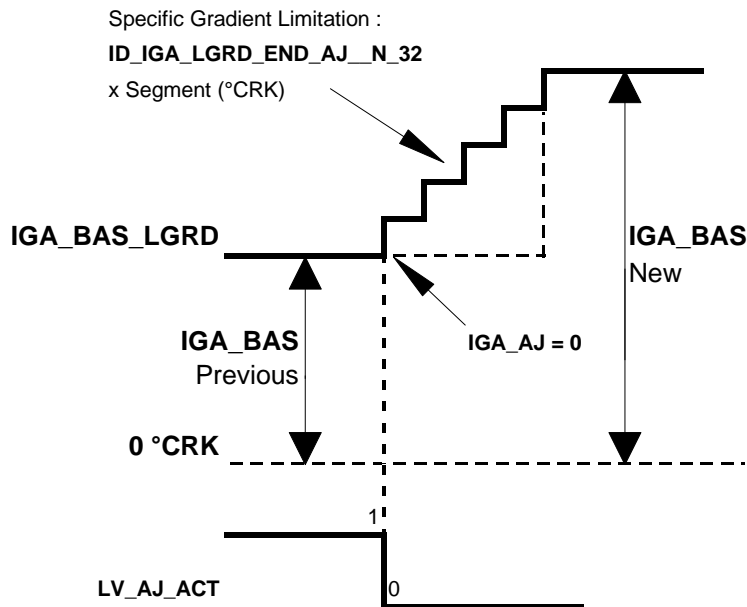 Specific Gradient Limitation :
ID_IGA_LGRD_END_AJ__N_32
x Segment (°CRK)
IGA_BAS_LGRD
IGA_BAS
New
IGA_BAS
Previous
IGA_AJ = 0
0 °CRK
1
LV_AJ_ACT
0